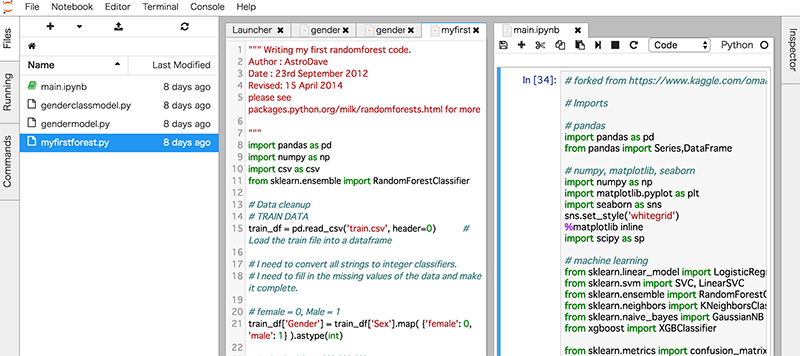 File Notebook Editor Terminal Console Help
Files
Running
Commands
Name Last Modified
main.ipynb 8 days ago
genderclassmodel.py 8 days ago
gendermodel.py 8 days ago
myfirstforest.py 8 days ago
Launcher gender gender myfirst
1 """ Writing my first randomforest code.
2 Author : AstroDave
3 Date : 23rd September 2012
4 Revised: 15 April 2014
5 please see
6 packages.python.org/milk/randomforests.html for more
7 """
8 import pandas as pd
9 import numpy as np
10 import csv as csv
11 from sklearn.ensemble import RandomForestClassifier
12
13 # Data cleanup
14 # TRAIN DATA
15 train_df = pd.read_csv('train.csv', header=0) #
Load the train file into a dataframe
16
17 # I need to convert all strings to integer classifiers.
18 # I need to fill in the missing values of the data and make
it complete.
19
20 # female = 0, Male = 1
21 train_df['Gender'] = train_df['Sex'].map( {'female': 0,
'male': 1} ).astype(int)
22
main.ipynb
Code Python
In [34]:
# forked from https://www.kaggle.com/omar
# Imports
# pandas
import pandas as pd
from pandas import Series,DataFrame
# numpy, matplotlib, seaborn
import numpy as np
import matplotlib.pyplot as plt
import seaborn as sns
sns.set_style('whitegrid')
%matplotlib inline
import scipy as sp
# machine learning
from sklearn.linear_model import LogisticRegr
from sklearn.svm import SVC, LinearSVC
from sklearn.ensemble import RandomForestC
from sklearn.neighbors import KNeighborsClas
from sklearn.naive_bayes import GaussianNB
from xgboost import XGBClassifier
from sklearn.metrics import confusion_matrix
Inspector